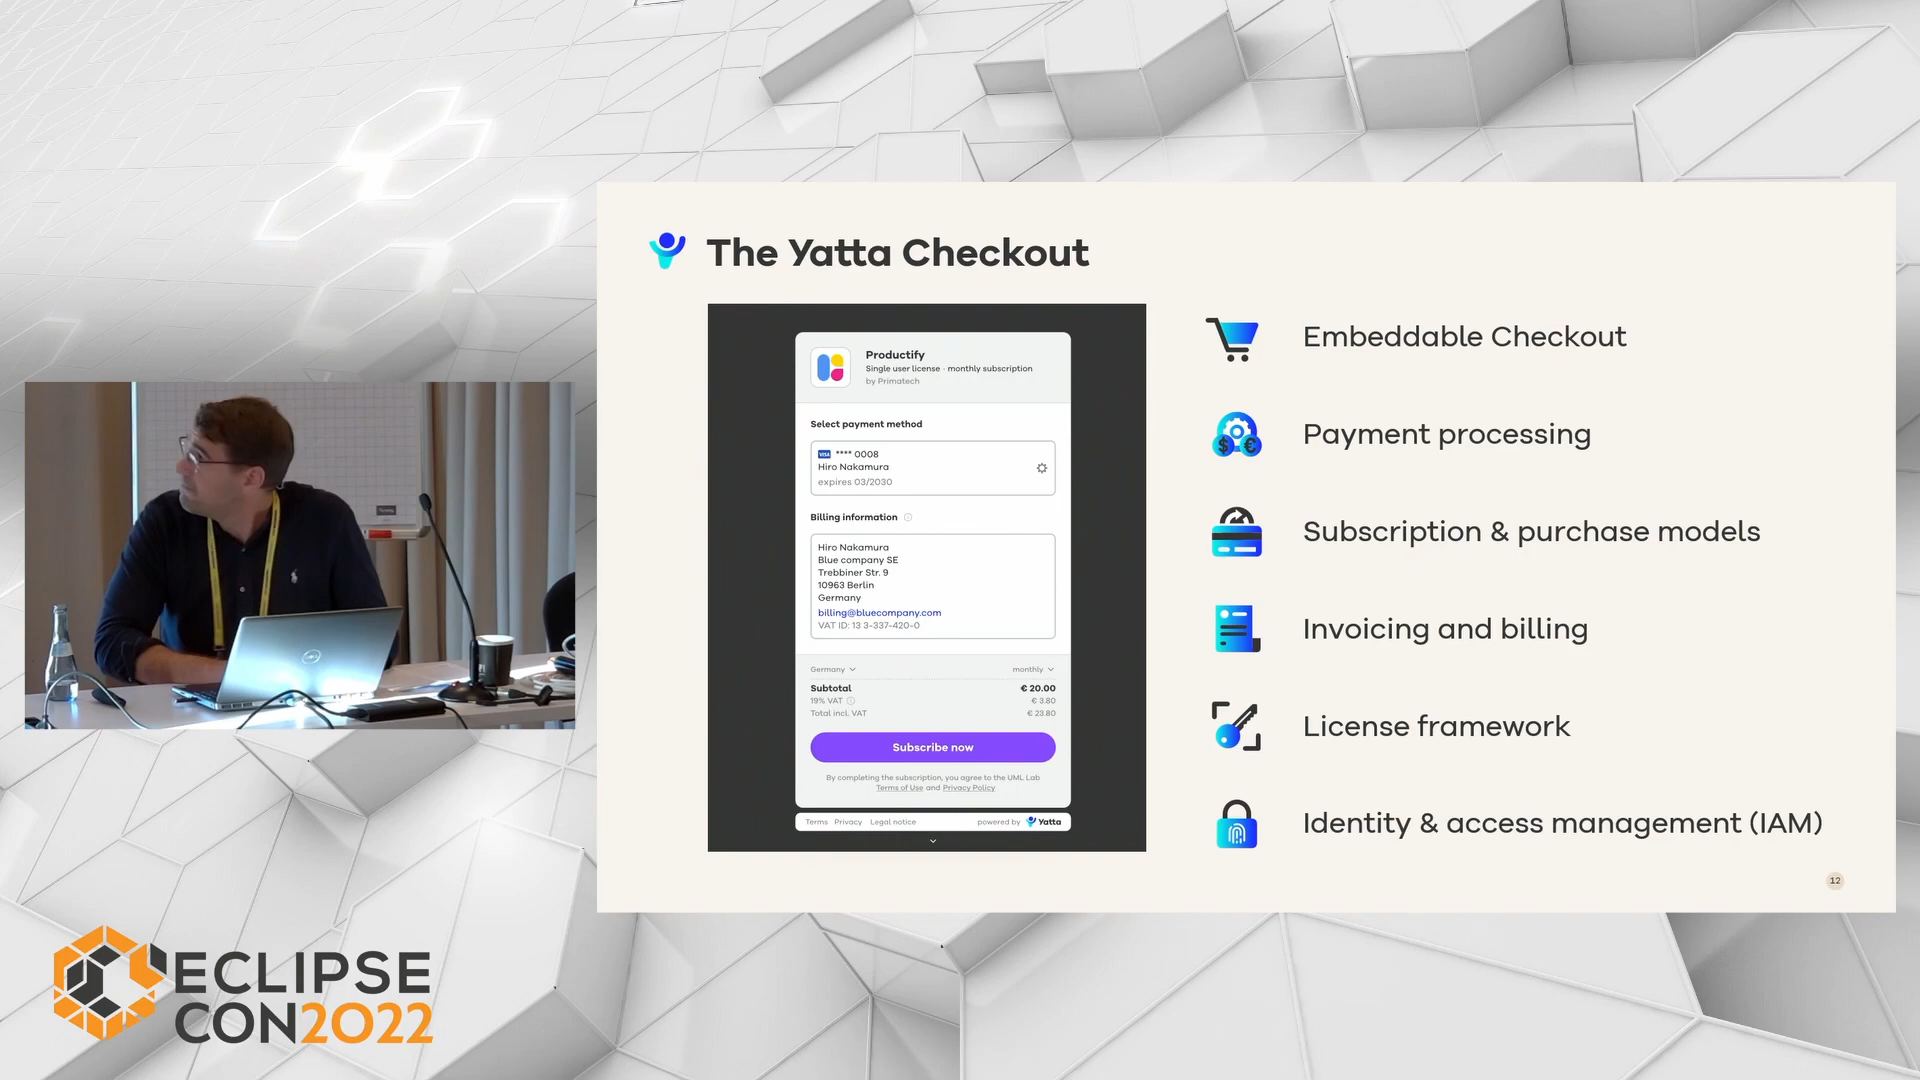 The Yatta Checkout
Productify
Single user license · monthly subscription
by Primatech
Select payment method
VISA **** 0008
Hiro Nakamura
expires 03/2030
Billing information
Hiro Nakamura
Blue company SE
Trebbiner Str. 9
10963 Berlin
Germany
billing@bluecompany.com
VAT ID: 13 3-337-420-0
Germany monthly
Subtotal € 20.00
19% VAT € 3.80
Total incl. VAT € 23.80
Subscribe now
By completing the subscription, you agree to the UML Lab
Terms of Use and Privacy Policy
Terms Privacy Legal notice powered by Yatta
Embeddable Checkout
Payment processing
Subscription & purchase models
Invoicing and billing
License framework
Identity & access management (IAM)
12
DELL
ECLIPSE
CON2022